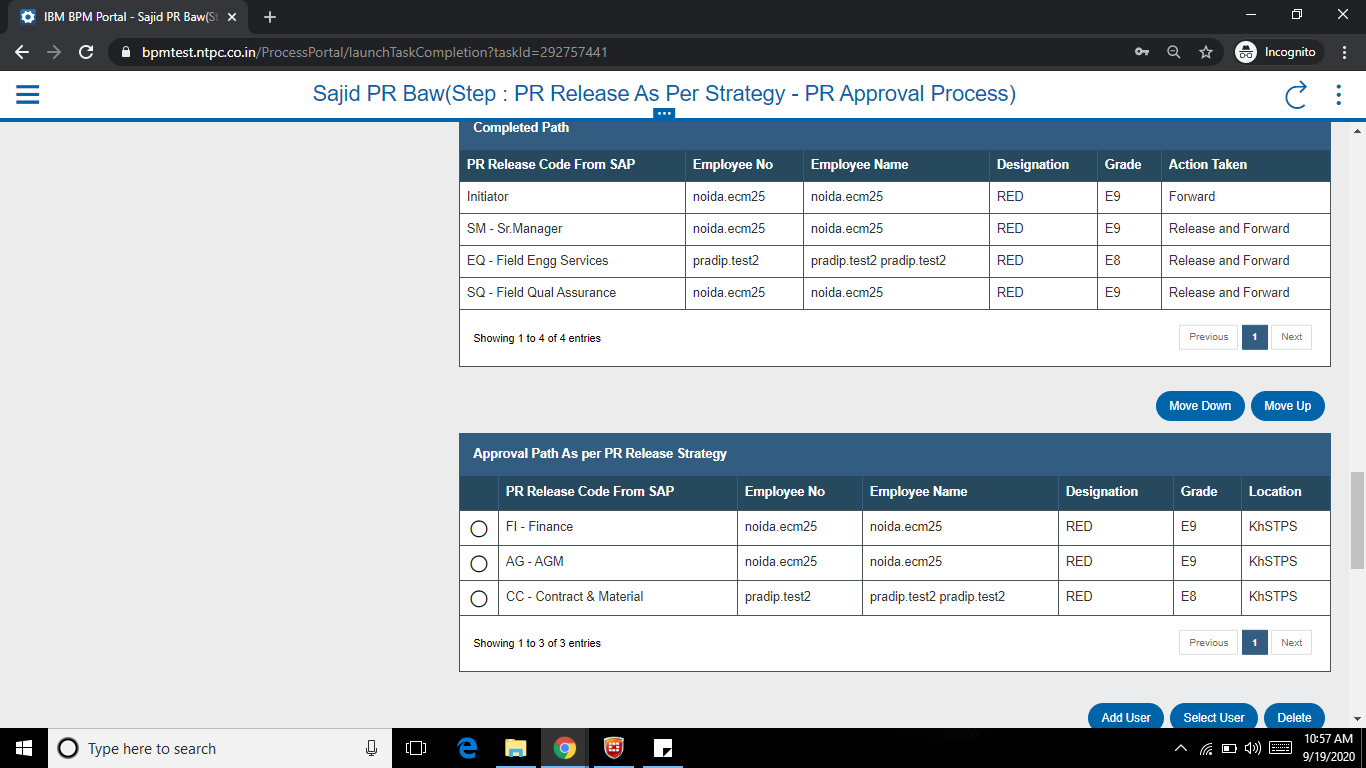 IBM BPM Portal - Sajid PR Baw(St
bpmtest.ntpc.co.in/ProcessPortal/launchTaskCompletion?taskId=292757441
Incognito
Sajid PR Baw(Step : PR Release As Per Strategy - PR Approval Process)
Completed Path
PR Release Code From SAP Employee No Employee Name Designation Grade Action Taken
Initiator noida.ecm25 noida.ecm25 RED E9 Forward
SM - Sr.Manager noida.ecm25 noida.ecm25 RED E9 Release and Forward
EQ - Field Engg Services pradip.test2 pradip.test2 pradip.test2 RED E8 Release and Forward
SQ - Field Qual Assurance noida.ecm25 noida.ecm25 RED E9 Release and Forward
Showing 1 to 4 of 4 entries Previous 1 Next
Move Down Move Up
Approval Path As per PR Release Strategy
PR Release Code From SAP Employee No Employee Name Designation Grade Location
FI - Finance noida.ecm25 noida.ecm25 RED E9 KhSTPS
AG - AGM noida.ecm25 noida.ecm25 RED E9 KhSTPS
CC - Contract & Material pradip.test2 pradip.test2 pradip.test2 RED E8 KhSTPS
Showing 1 to 3 of 3 entries Previous 1 Next
Add User Select User Delete
Type here to search
10:57 AM
9/19/2020